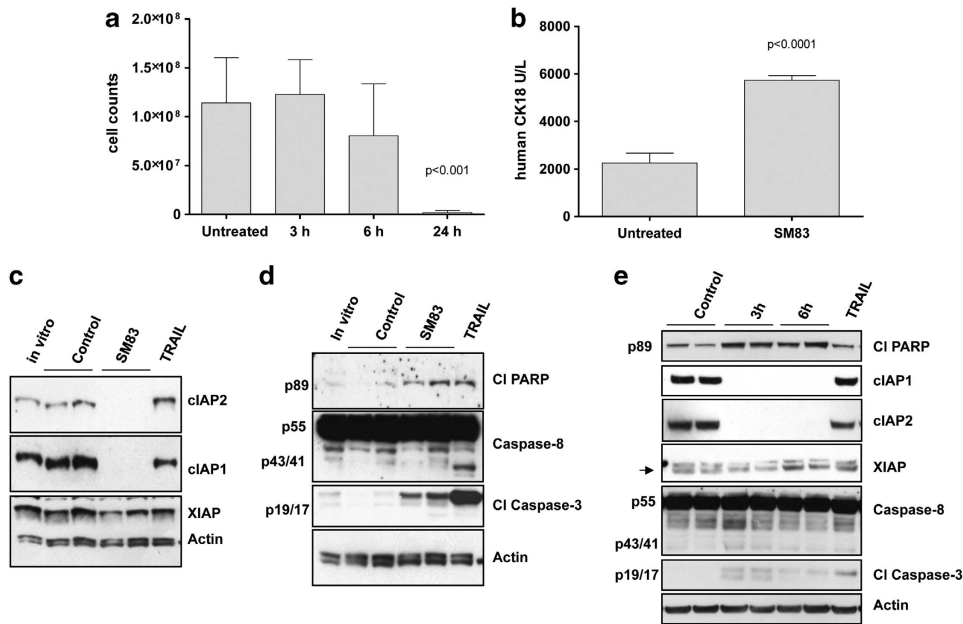 a
cell counts
2.0×10⁸
1.5×10⁸
1.0×10⁸
5.0×10⁷
0
p<0.001
Untreated 3 h 6 h 24 h
b
human CK18 U/L
8000
6000
4000
2000
0
p<0.0001
Untreated SM83
c
in vitro Control SM83 TRAIL
cIAP2
cIAP1
XIAP
Actin
d
In vitro Control SM83 TRAIL
p89 Cl PARP
p55 Caspase-8
p43/41
p19/17 Cl Caspase-3
Actin
e
Control 3h 6h TRAIL
p89 Cl PARP
cIAP1
cIAP2
XIAP
p55 Caspase-8
p43/41
p19/17 Cl Caspase-3
Actin